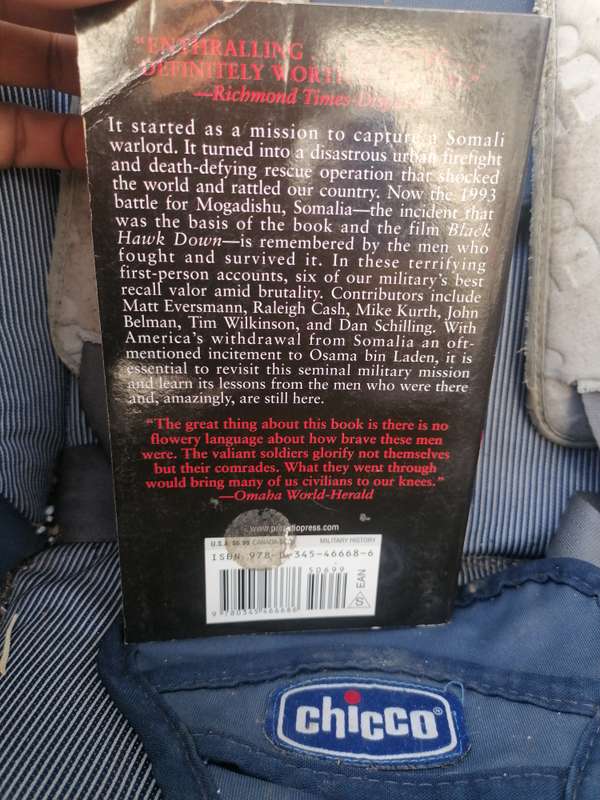 "ENTHRALLING
DEFINITELY
—Richmond Times-
It started as a mission to capture a Somali
warlord. It turned into a disastrous urban firefight
and death-defying rescue operation that shocked
the world and rattled our country. Now the 1993
battle for Mogadishu, Somalia—the incident that
was the basis of the book and the film Black
Hawk Down—is remembered by the men who
fought and survived it. In these terrifying
first-person accounts, six of our military's best
recall valor amid brutality. Contributors include
Matt Eversmann, Raleigh Cash, Mike Kurth, John
Belman, Tim Wilkinson, and Dan Schilling. With
America's withdrawal from Somalia an oft-
mentioned incitement to Osama bin Laden, it is
essential to revisit this seminal military mission
and learn its lessons from the men who were there
and, amazingly, are still here.
"The great thing about this book is there is no
flowery language about how brave these men
were. The valiant soldiers glorify not themselves
but their comrades. What they went through
would bring many of us civilians to our knees."
—Omaha World-Herald
U.S.A. $6.99 CANADA MILITARY HISTORY
ISBN 978-0-345-46668-6
50699
EAN
S
9 780345 466686
chicco®